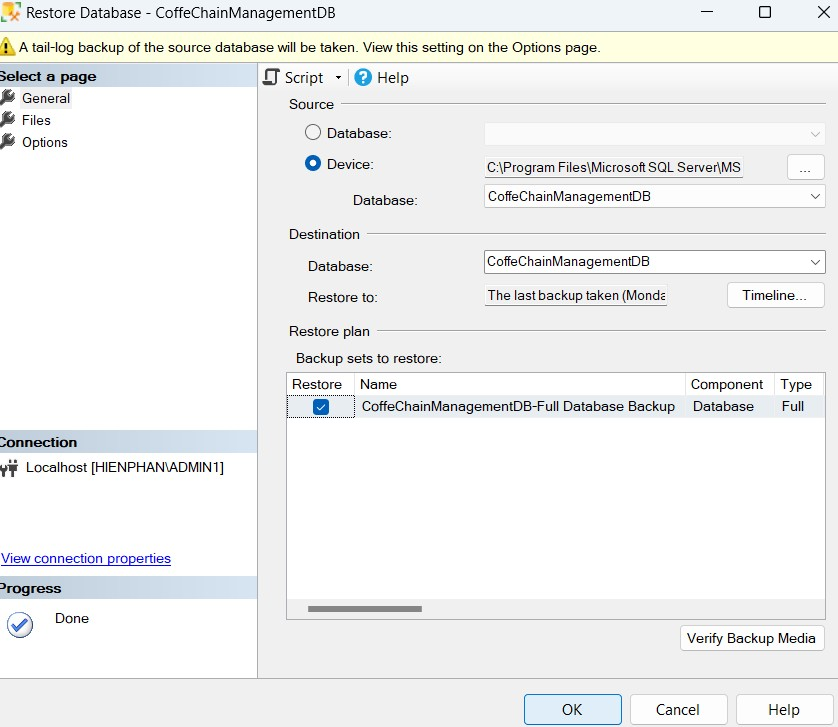 Restore Database - CoffeChainManagementDB
A tail-log backup of the source database will be taken. View this setting on the Options page.
Select a page
General
Files
Options
Script
Help
Source
Database:
Device:
C:\Program Files\Microsoft SQL Server\MS
...
Database:
CoffeChainManagementDB
Destination
Database:
CoffeChainManagementDB
Restore to:
The last backup taken (Monda
Timeline...
Restore plan
Backup sets to restore:
Restore Name Component Type
CoffeChainManagementDB-Full Database Backup Database Full
Connection
Localhost [HIENPHAN\ADMIN1]
View connection properties
Progress
Done
Verify Backup Media
OK Cancel Help